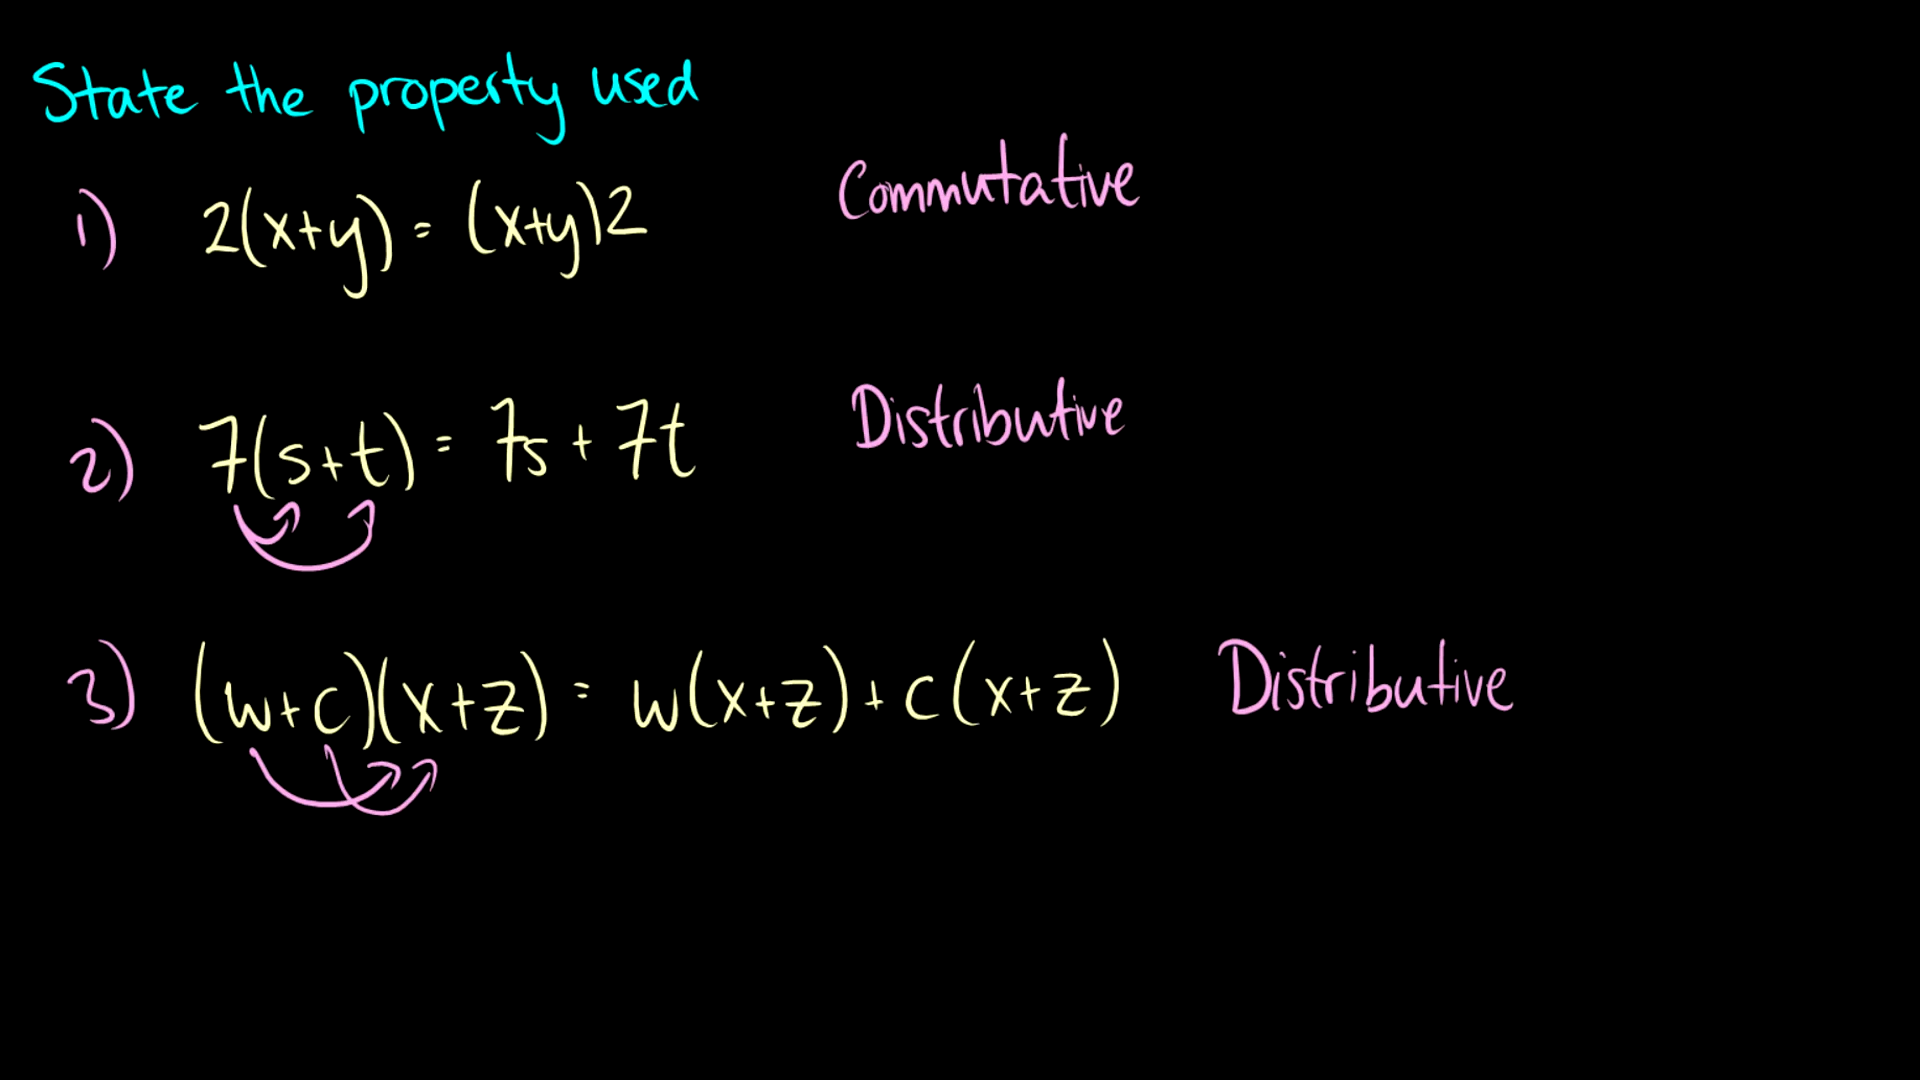 State the property used
1) 2(x+y) = (x+y)2 Commutative
2) 7(s+t) = 7s + 7t Distributive
3) (w+c)(x+z) = w(x+z) + c(x+z) Distributive